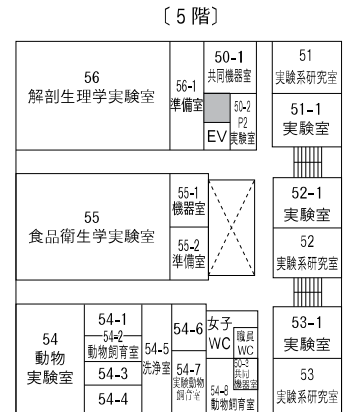 〔5階〕
56
解剖生理学実験室
56-1
準備室
50-1
共同機器室
50-2
P2
実験室
EV
51
実験系研究室
51-1
実験室
55
食品衛生学実験室
55-1
機器室
55-2
準備室
52-1
実験室
52
実験系研究室
54
動物
実験室
54-1
54-2
動物飼育室
54-3
54-4
54-5
洗浄室
54-6
54-7
実験動物
飼育室
女子
WC
職員
WC
50-3
共同
機器室
54-8
動物飼育室
53-1
実験室
53
実験系研究室